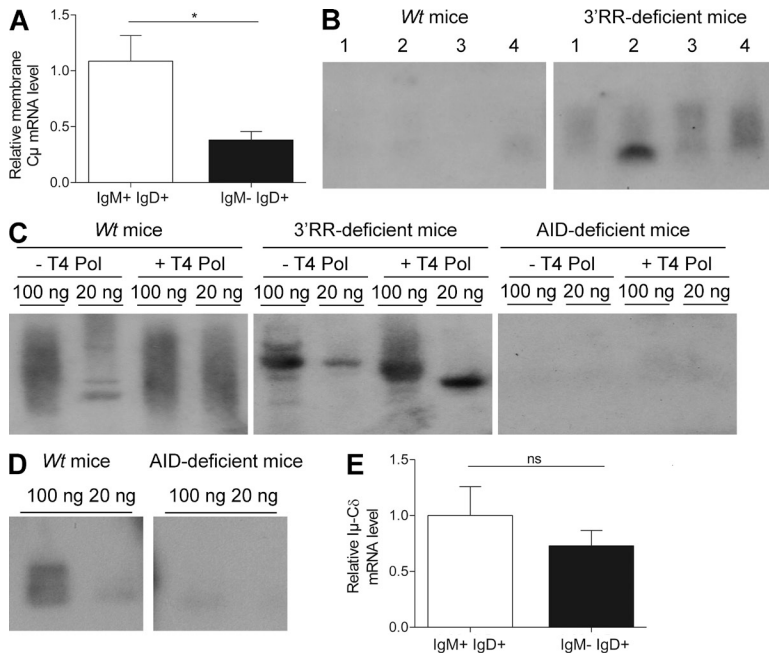 A
Relative membrane
Cμ mRNA level
1.5
1.0
0.5
0.0
*
IgM+ IgD+
IgM- IgD+
B
Wt mice
3'RR-deficient mice
1 2 3 4
1 2 3 4
C
Wt mice
3'RR-deficient mice
AID-deficient mice
- T4 Pol
+ T4 Pol
- T4 Pol
+ T4 Pol
- T4 Pol
+ T4 Pol
100 ng 20 ng
100 ng 20 ng
100 ng 20 ng
100 ng 20 ng
100 ng 20 ng
100 ng 20 ng
D
Wt mice
AID-deficient mice
100 ng 20 ng
100 ng 20 ng
E
Relative Iμ-Cδ
mRNA level
1.5
1.0
0.5
0.0
ns
IgM+ IgD+
IgM- IgD+